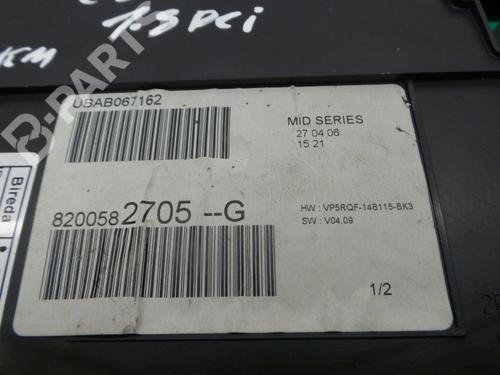 1.9 DCI
KM
B-PARTS
UBAB067162
MID SERIES
27 04 06
15 21
8200582705 --G
HW : VP5RQF-14B115-BK3
SW : V04.09
1/2
Bireda